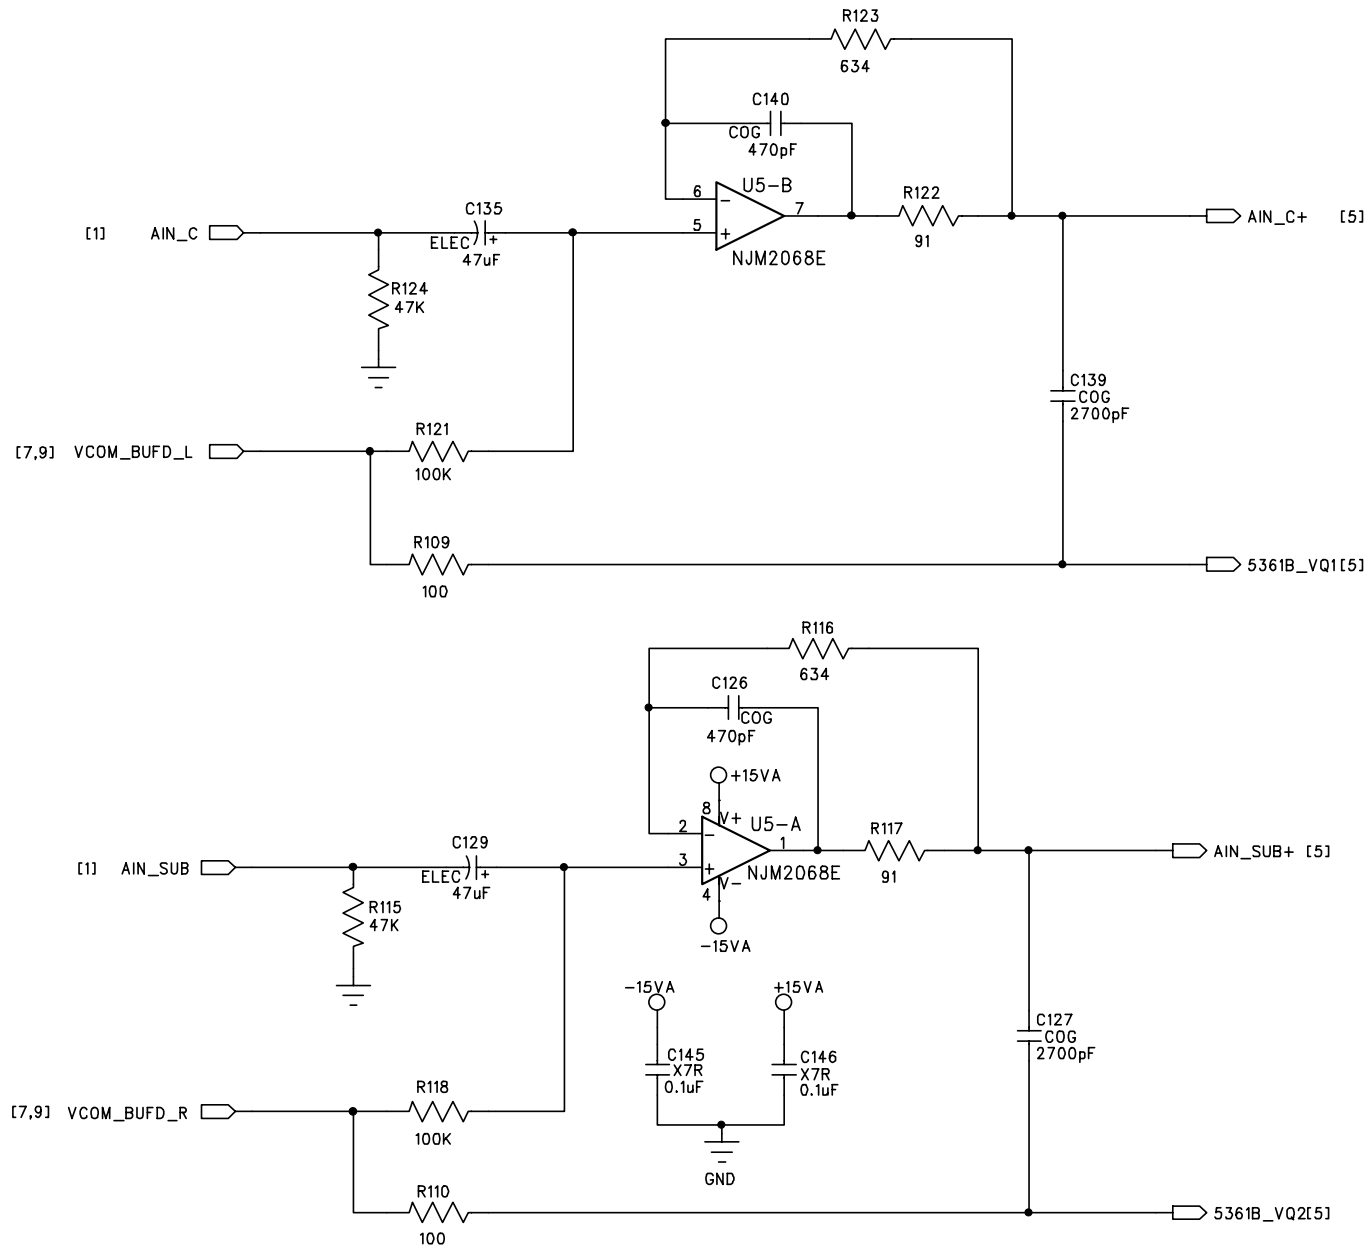 R123
634
C140
COG
470pF
U5-B
6
-
7
5
+
NJM2068E
R122
91
AIN_C+ [5]
[1] AIN_C
C135
ELEC
+
47uF
R124
47K
C139
COG
2700pF
[7,9] VCOM_BUFD_L
R121
100K
R109
100
5361B_VQ1[5]
R116
634
C126
COG
470pF
+15VA
8
V+
U5-A
2
-
1
3
+
NJM2068E
V-
4
-15VA
R117
91
AIN_SUB+ [5]
[1] AIN_SUB
C129
ELEC
+
47uF
R115
47K
-15VA
+15VA
C145
X7R
0.1uF
C146
X7R
0.1uF
GND
C127
COG
2700pF
[7,9] VCOM_BUFD_R
R118
100K
R110
100
5361B_VQ2[5]